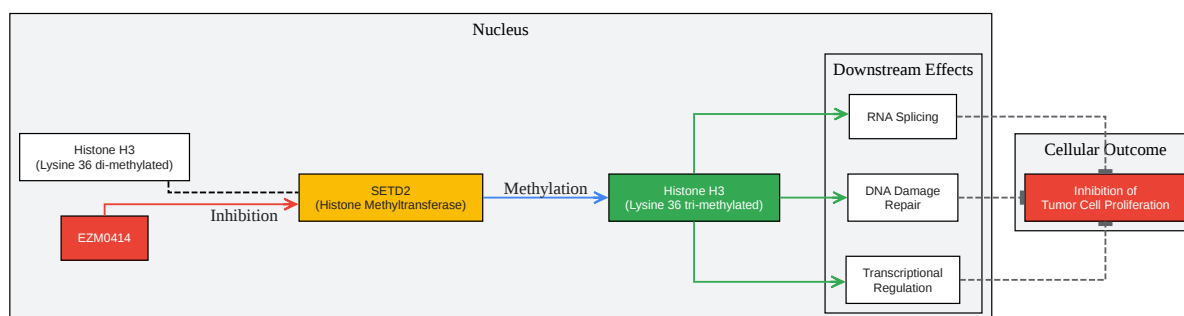 Nucleus
Downstream Effects
RNA Splicing
Histone H3
(Lysine 36 di-methylated)
Cellular Outcome
SETD2
(Histone Methyltransferase)
Methylation
Histone H3
(Lysine 36 tri-methylated)
DNA Damage
Repair
Inhibition of
Tumor Cell Proliferation
Inhibition
EZM0414
Transcriptional
Regulation